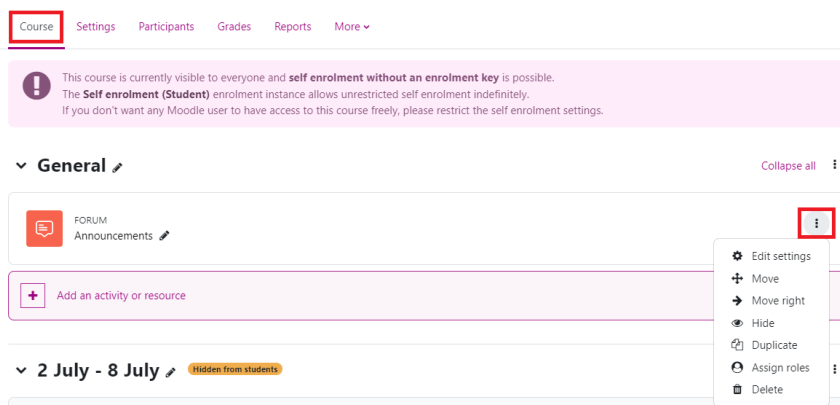 Course Settings Participants Grades Reports More
This course is currently visible to everyone and self enrolment without an enrolment key is possible.
The Self enrolment (Student) enrolment instance allows unrestricted self enrolment indefinitely.
If you don't want any Moodle user to have access to this course freely, please restrict the self enrolment settings.
General Collapse all
FORUM
Announcements
Edit settings
Move
Move right
Hide
Duplicate
Assign roles
Delete
Add an activity or resource
2 July - 8 July Hidden from students